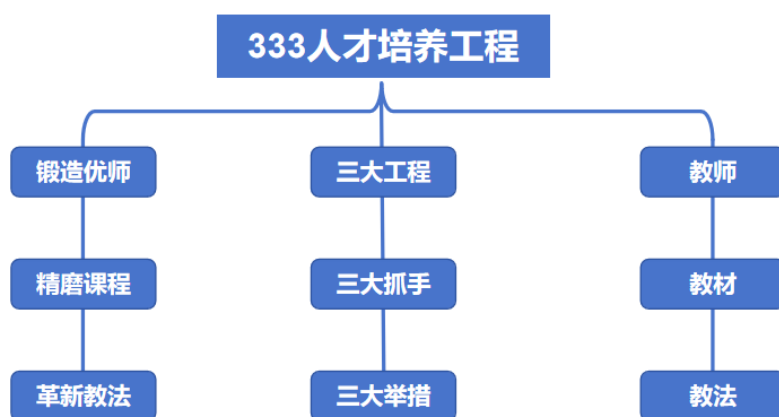 333人才培养工程
锻造优师
三大工程
教师
精磨课程
三大抓手
教材
革新教法
三大举措
教法